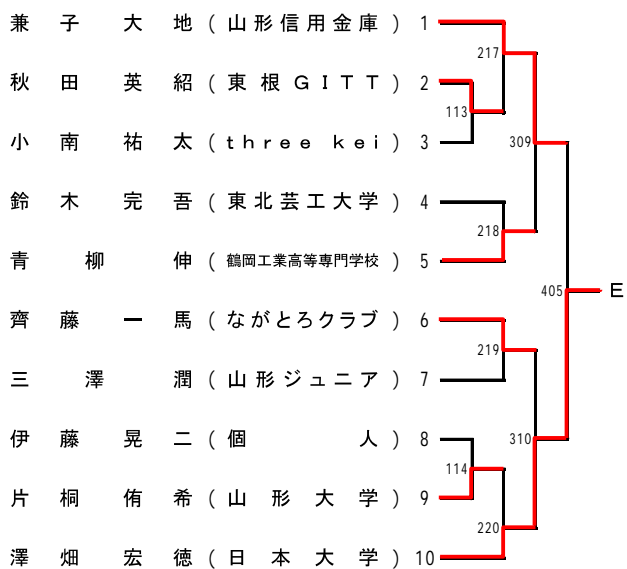 兼子大地(山形信用金庫) 1
217
秋田英紹(東根GITT) 2
113
小南祐太(three kei) 3
309
鈴木完吾(東北芸工大学) 4
218
青柳伸(鶴岡工業高等専門学校) 5
405 E
齊藤一馬(ながとろクラブ) 6
219
三澤潤(山形ジュニア) 7
伊藤晃二(個人) 8
310
114
片桐侑希(山形大学) 9
220
澤畑宏徳(日本大学) 10